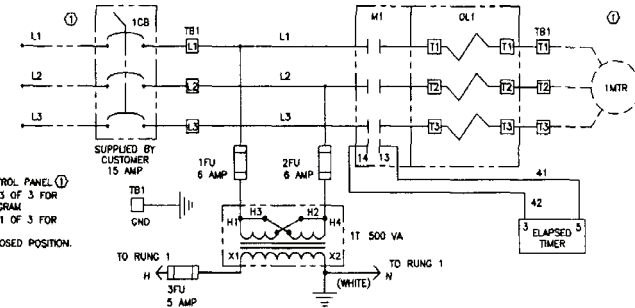 ① 1CB M1 OL1 ①
L1 TB1 L1 L1 T1 T1 TB1 T1
L2 L2 L2 T2 T2 T2 1MTR
L3 L3 L3 T3 T3 T3
SUPPLIED BY
CUSTOMER
15 AMP
14 13
1FU
6 AMP
2FU
6 AMP
41
42
TROL PANEL ①
3 OF 3 FOR
GRAM
1 OF 3 FOR
OSED POSITION.
TB1
GND
H1 H3 H2 H4
1T 500 VA
X1 X2
3 5
ELAPSED
TIMER
TO RUNG 1
H
3FU
5 AMP
(WHITE)
TO RUNG 1
N